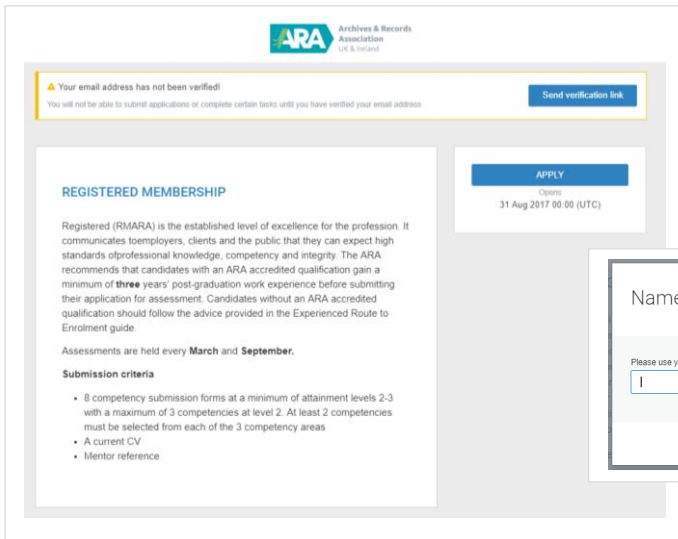 ARA
Archives & Records
Association
UK & Ireland
Your email address has not been verified!
You will not be able to submit applications or complete certain tasks until you have verified your email address
Send verification link
REGISTERED MEMBERSHIP
Registered (RMARA) is the established level of excellence for the profession. It
communicates toemployers, clients and the public that they can expect high
standards ofprofessional knowledge, competency and integrity. The ARA
recommends that candidates with an ARA accredited qualification gain a
minimum of three years' post-graduation work experience before submitting
their application for assessment. Candidates without an ARA accredited
qualification should follow the advice provided in the Experienced Route to
Enrolment guide.
Assessments are held every March and September.
Submission criteria
• 8 competency submission forms at a minimum of attainment levels 2-3
with a maximum of 3 competencies at level 2. At least 2 competencies
must be selected from each of the 3 competency areas
• A current CV
• Mentor reference
APPLY
Opens
31 Aug 2017 00:00 (UTC)
Name
Please use y